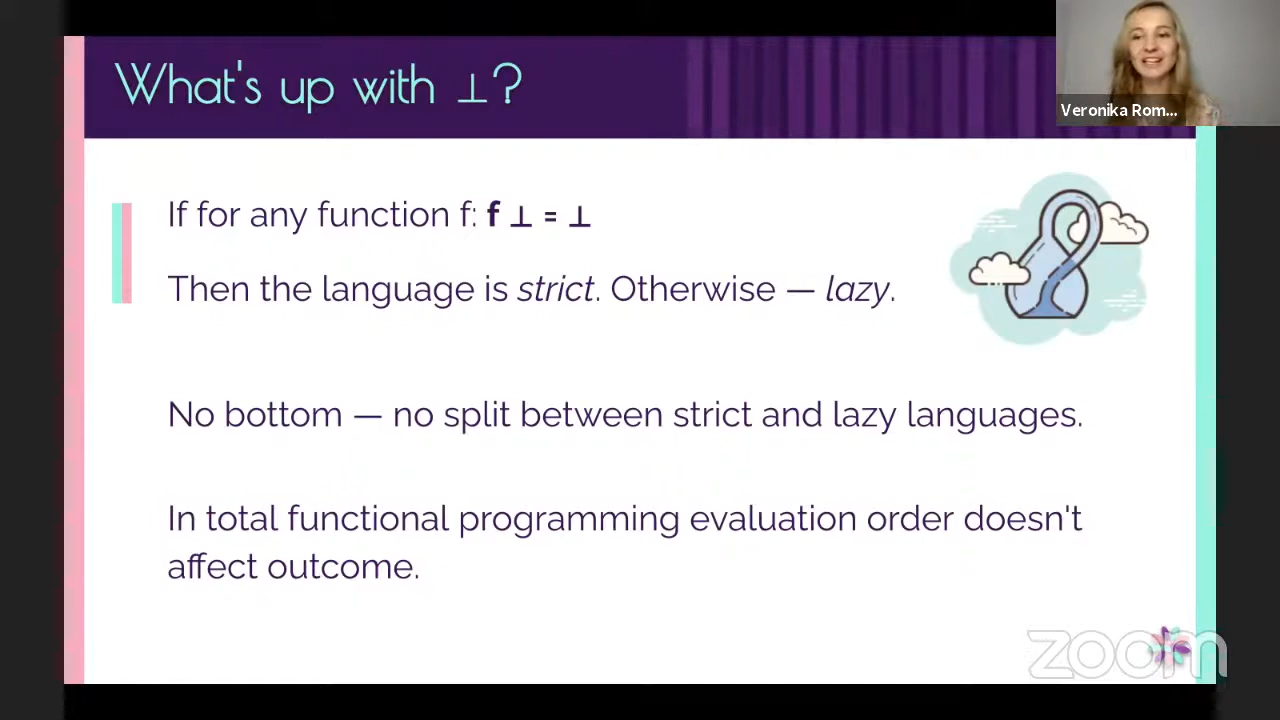 What's up with ⊥?
Veronika Rom...
If for any function f: f ⊥ = ⊥
Then the language is strict. Otherwise — lazy.
No bottom — no split between strict and lazy languages.
In total functional programming evaluation order doesn't
affect outcome.
zoom